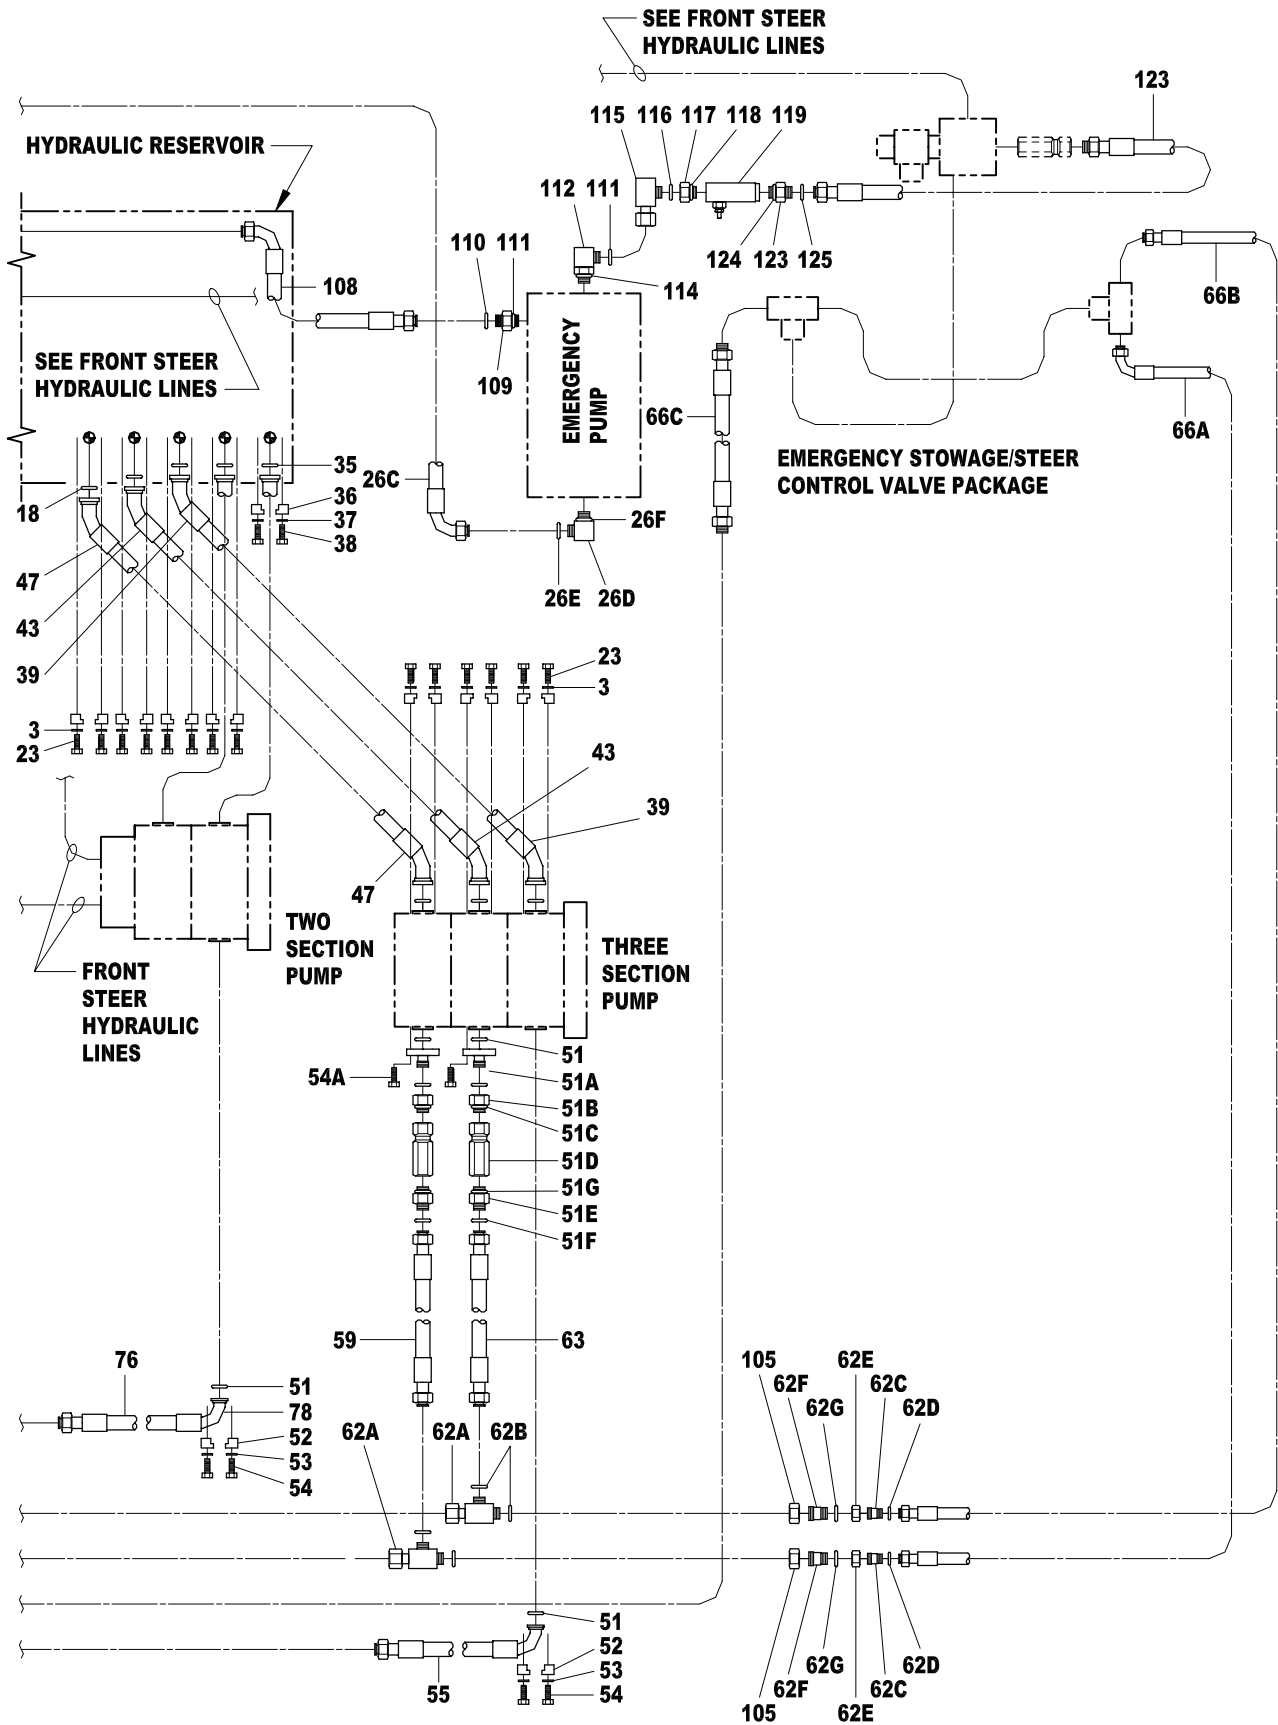 SEE FRONT STEER
HYDRAULIC LINES
123
115 116 117 118 119
HYDRAULIC RESERVOIR
112 111
110 111
124 123 125
108
114
66B
SEE FRONT STEER
HYDRAULIC LINES
109
EMERGENCY
PUMP
66C
66A
EMERGENCY STOWAGE/STEER
CONTROL VALVE PACKAGE
35
26C
36
18
37
26F
38
47
26E 26D
43
39
23
3
3
23
43
39
47
TWO
SECTION
PUMP
THREE
SECTION
PUMP
FRONT
STEER
HYDRAULIC
LINES
51
54A
51A
51B
51C
51D
51G
51E
51F
59
63
76
105
62E
62F
62C
51
62G
62D
78
62A
62A
62B
52
53
54
51
52
62G
62D
53
62F
62C
55
54
105
62E